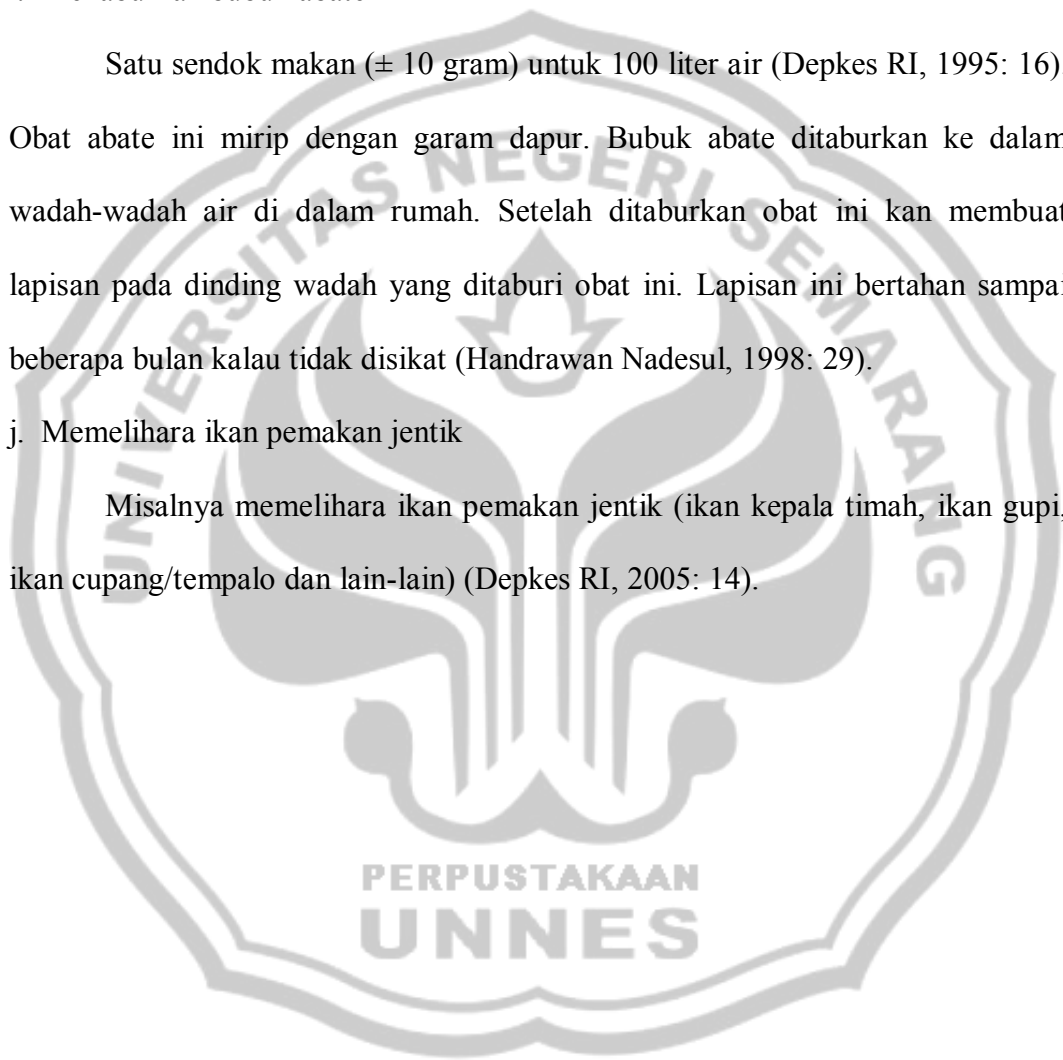 Satu sendok makan (± 10 gram) untuk 100 liter air (Depkes RI, 1995: 16)
Obat abate ini mirip dengan garam dapur. Bubuk abate ditaburkan ke dalam
wadah-wadah air di dalam rumah. Setelah ditaburkan obat ini kan membuat
lapisan pada dinding wadah yang ditaburi obat ini. Lapisan ini bertahan sampai
beberapa bulan kalau tidak disikat (Handrawan Nadesul, 1998: 29).
j. Memelihara ikan pemakan jentik
Misalnya memelihara ikan pemakan jentik (ikan kepala timah, ikan gupi,
ikan cupang/tempalo dan lain-lain) (Depkes RI, 2005: 14).
UNIVERSITAS NEGERI SEMARANG
PERPUSTAKAAN
UNNES